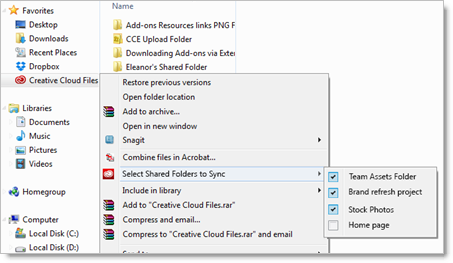 Name
Favorites
Desktop
Downloads
Recent Places
Dropbox
Creative Cloud Files
Libraries
Documents
Music
Pictures
Videos
Homegroup
Computer
Local Disk (C:)
Local Disk (D:)
Add-ons Resources links PNG F
CCE Upload Folder
Downloading Add-ons via Exter
Eleanor's Shared Folder
Restore previous versions
Open folder location
Add to archive...
Open in new window
Snagit
Combine files in Acrobat...
Select Shared Folders to Sync
Include in library
Add to "Creative Cloud Files.rar"
Compress and email...
Compress to "Creative Cloud Files.rar" and email
Team Assets Folder
Brand refresh project
Stock Photos
Home page